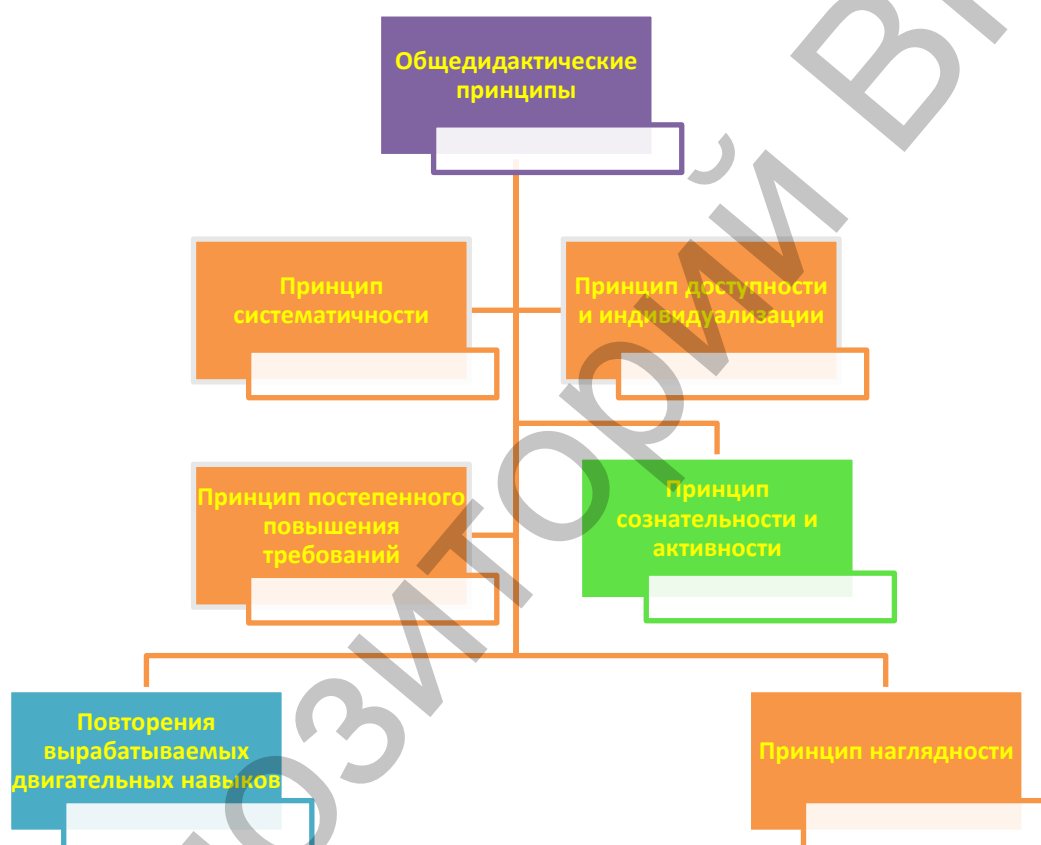 Общедидактические
принципы
Принцип
систематичности
Принцип доступности
и индивидуализации
Принцип постепенного
повышения
требований
Принцип
сознательности и
активности
Повторения
вырабатываемых
двигательных навыков
Принцип наглядности